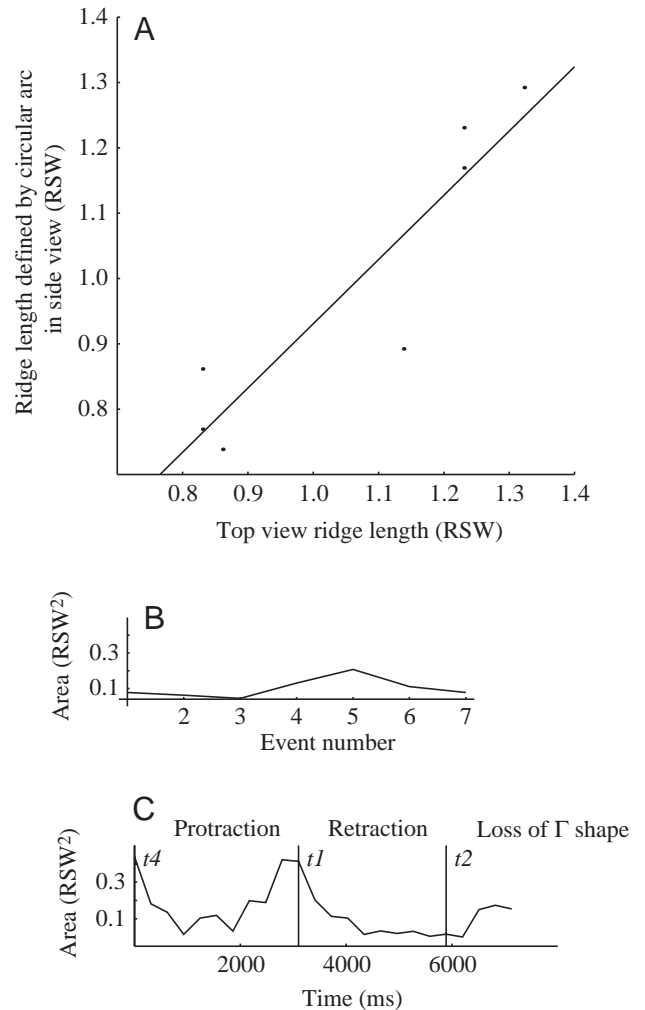 A
1.4
1.3
1.2
1.1
1.0
0.9
0.8
Ridge length defined by circular arc
in side view (RSW)
0.8 0.9 1.0 1.1 1.2 1.3 1.4
Top view ridge length (RSW)
B
Area (RSW²)
0.3
0.1
2 3 4 5 6 7
Event number
C
Protraction Retraction Loss of Γ shape
t4 t1 t2
Area (RSW²)
0.3
0.1
2000 4000 6000
Time (ms)